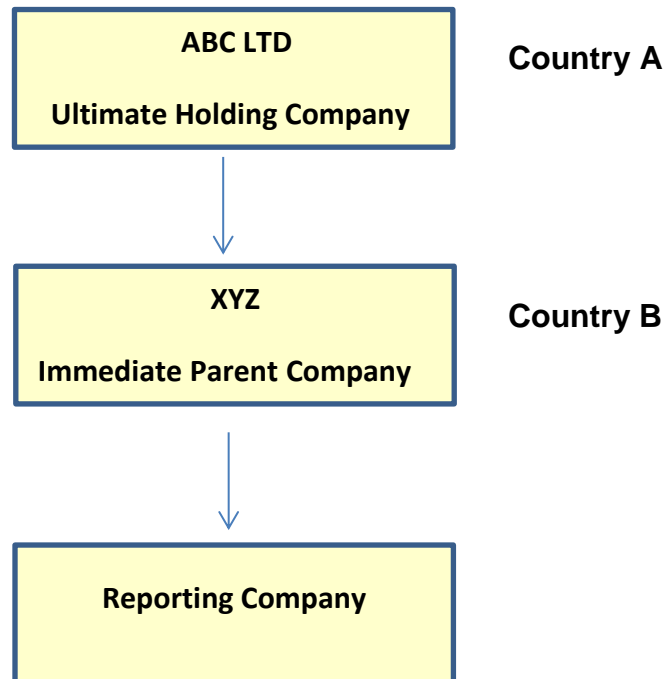 ABC LTD
Country A
Ultimate Holding Company
XYZ
Country B
Immediate Parent Company
Reporting Company